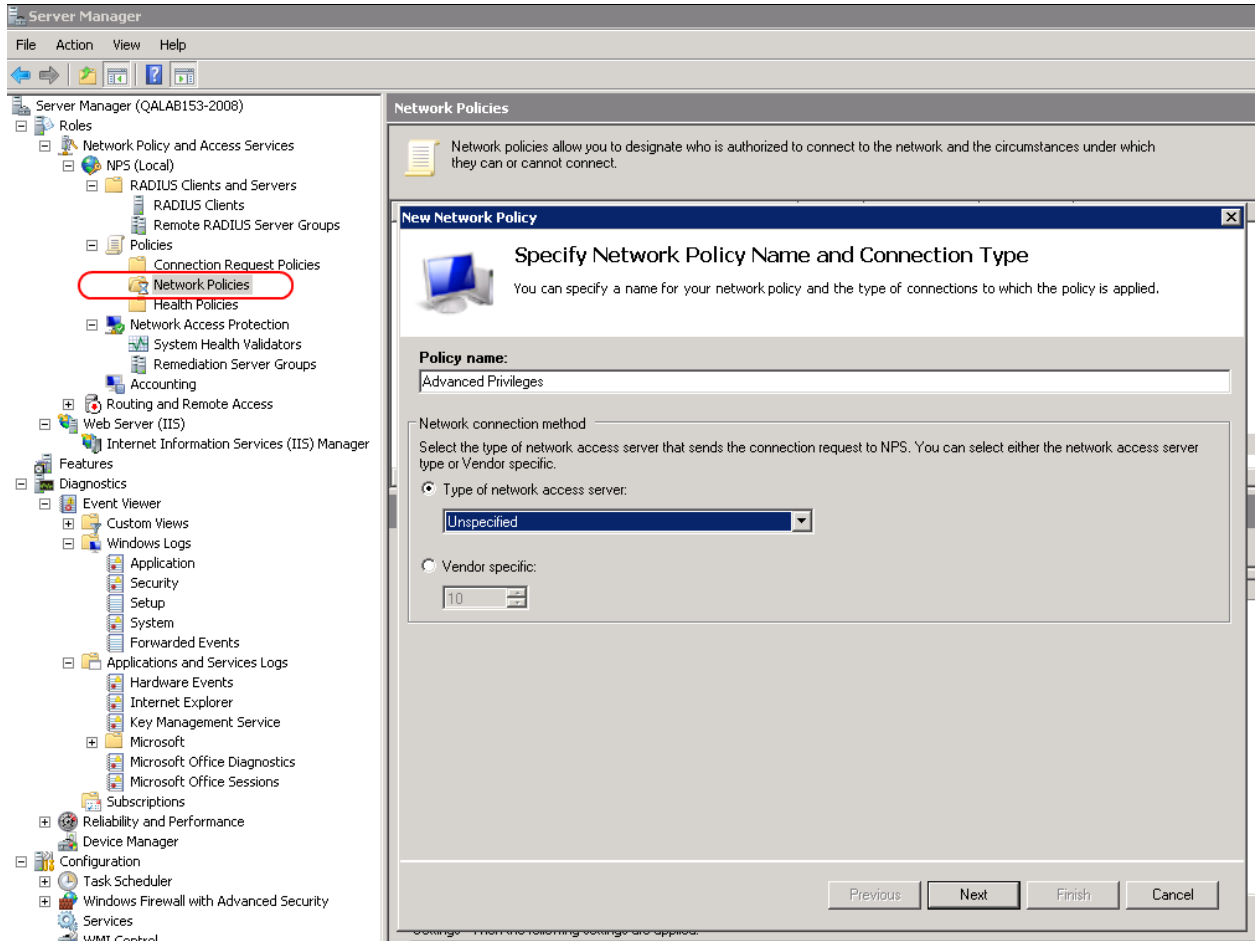 Server Manager
File Action View Help
Server Manager (QALAB153-2008)
Roles
Network Policy and Access Services
NPS (Local)
RADIUS Clients and Servers
RADIUS Clients
Remote RADIUS Server Groups
Policies
Connection Request Policies
Network Policies
Health Policies
Network Access Protection
System Health Validators
Remediation Server Groups
Accounting
Routing and Remote Access
Web Server (IIS)
Internet Information Services (IIS) Manager
Features
Diagnostics
Event Viewer
Custom Views
Windows Logs
Application
Security
Setup
System
Forwarded Events
Applications and Services Logs
Hardware Events
Internet Explorer
Key Management Service
Microsoft
Microsoft Office Diagnostics
Microsoft Office Sessions
Subscriptions
Reliability and Performance
Device Manager
Configuration
Task Scheduler
Windows Firewall with Advanced Security
Services
WMI Control
Network Policies
Network policies allow you to designate who is authorized to connect to the network and the circumstances under which
they can or cannot connect.
New Network Policy
Specify Network Policy Name and Connection Type
You can specify a name for your network policy and the type of connections to which the policy is applied.
Policy name:
Advanced Privileges
Network connection method
Select the type of network access server that sends the connection request to NPS. You can select either the network access server
type or Vendor specific.
Type of network access server:
Unspecified
Vendor specific:
10
Previous Next Finish Cancel